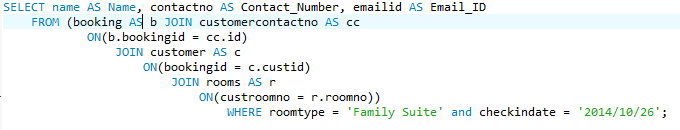 SELECT name AS Name, contactno AS Contact_Number, emailid AS Email_ID
FROM (booking AS b JOIN customercontactno AS cc
ON(b.bookingid = cc.id)
JOIN customer AS c
ON(bookingid = c.custid)
JOIN rooms AS r
ON(custroomno = r.roomno))
WHERE roomtype = 'Family Suite' and checkindate = '2014/10/26';